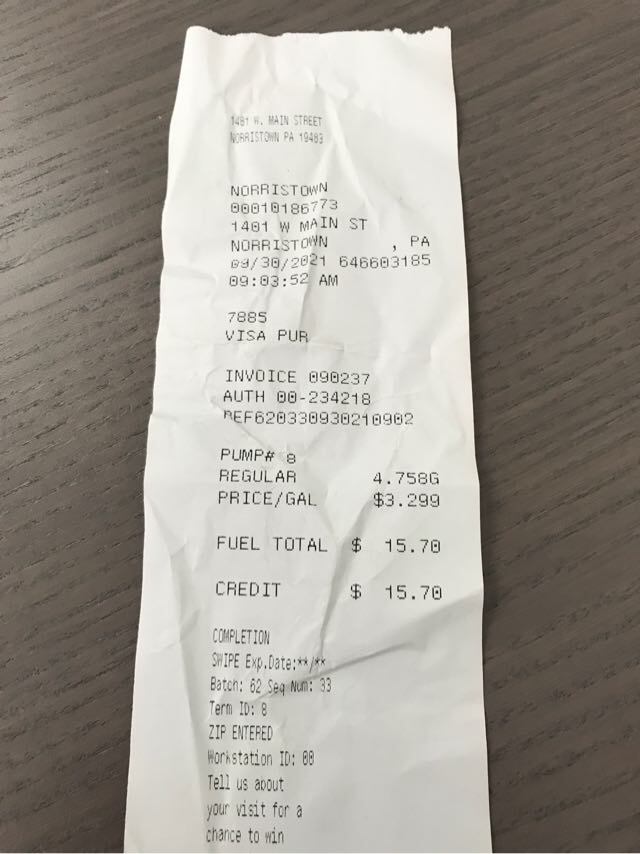 1401 W. MAIN STREET
NORRISTOWN PA 19403
NORRISTOWN
00010186773
1401 W MAIN ST
NORRISTOWN , PA
09/30/2021 646603185
09:03:52 AM
7885
VISA PUR
INVOICE 090237
AUTH 00-234218
REF620330930210902
PUMP# 8
REGULAR 4.758G
PRICE/GAL $3.299
FUEL TOTAL $ 15.70
CREDIT $ 15.70
COMPLETION
SWIPE Exp.Date:**/**
Batch: 62 Seq Num: 33
Term ID: 8
ZIP ENTERED
Workstation ID: 00
Tell us about
your visit for a
chance to win